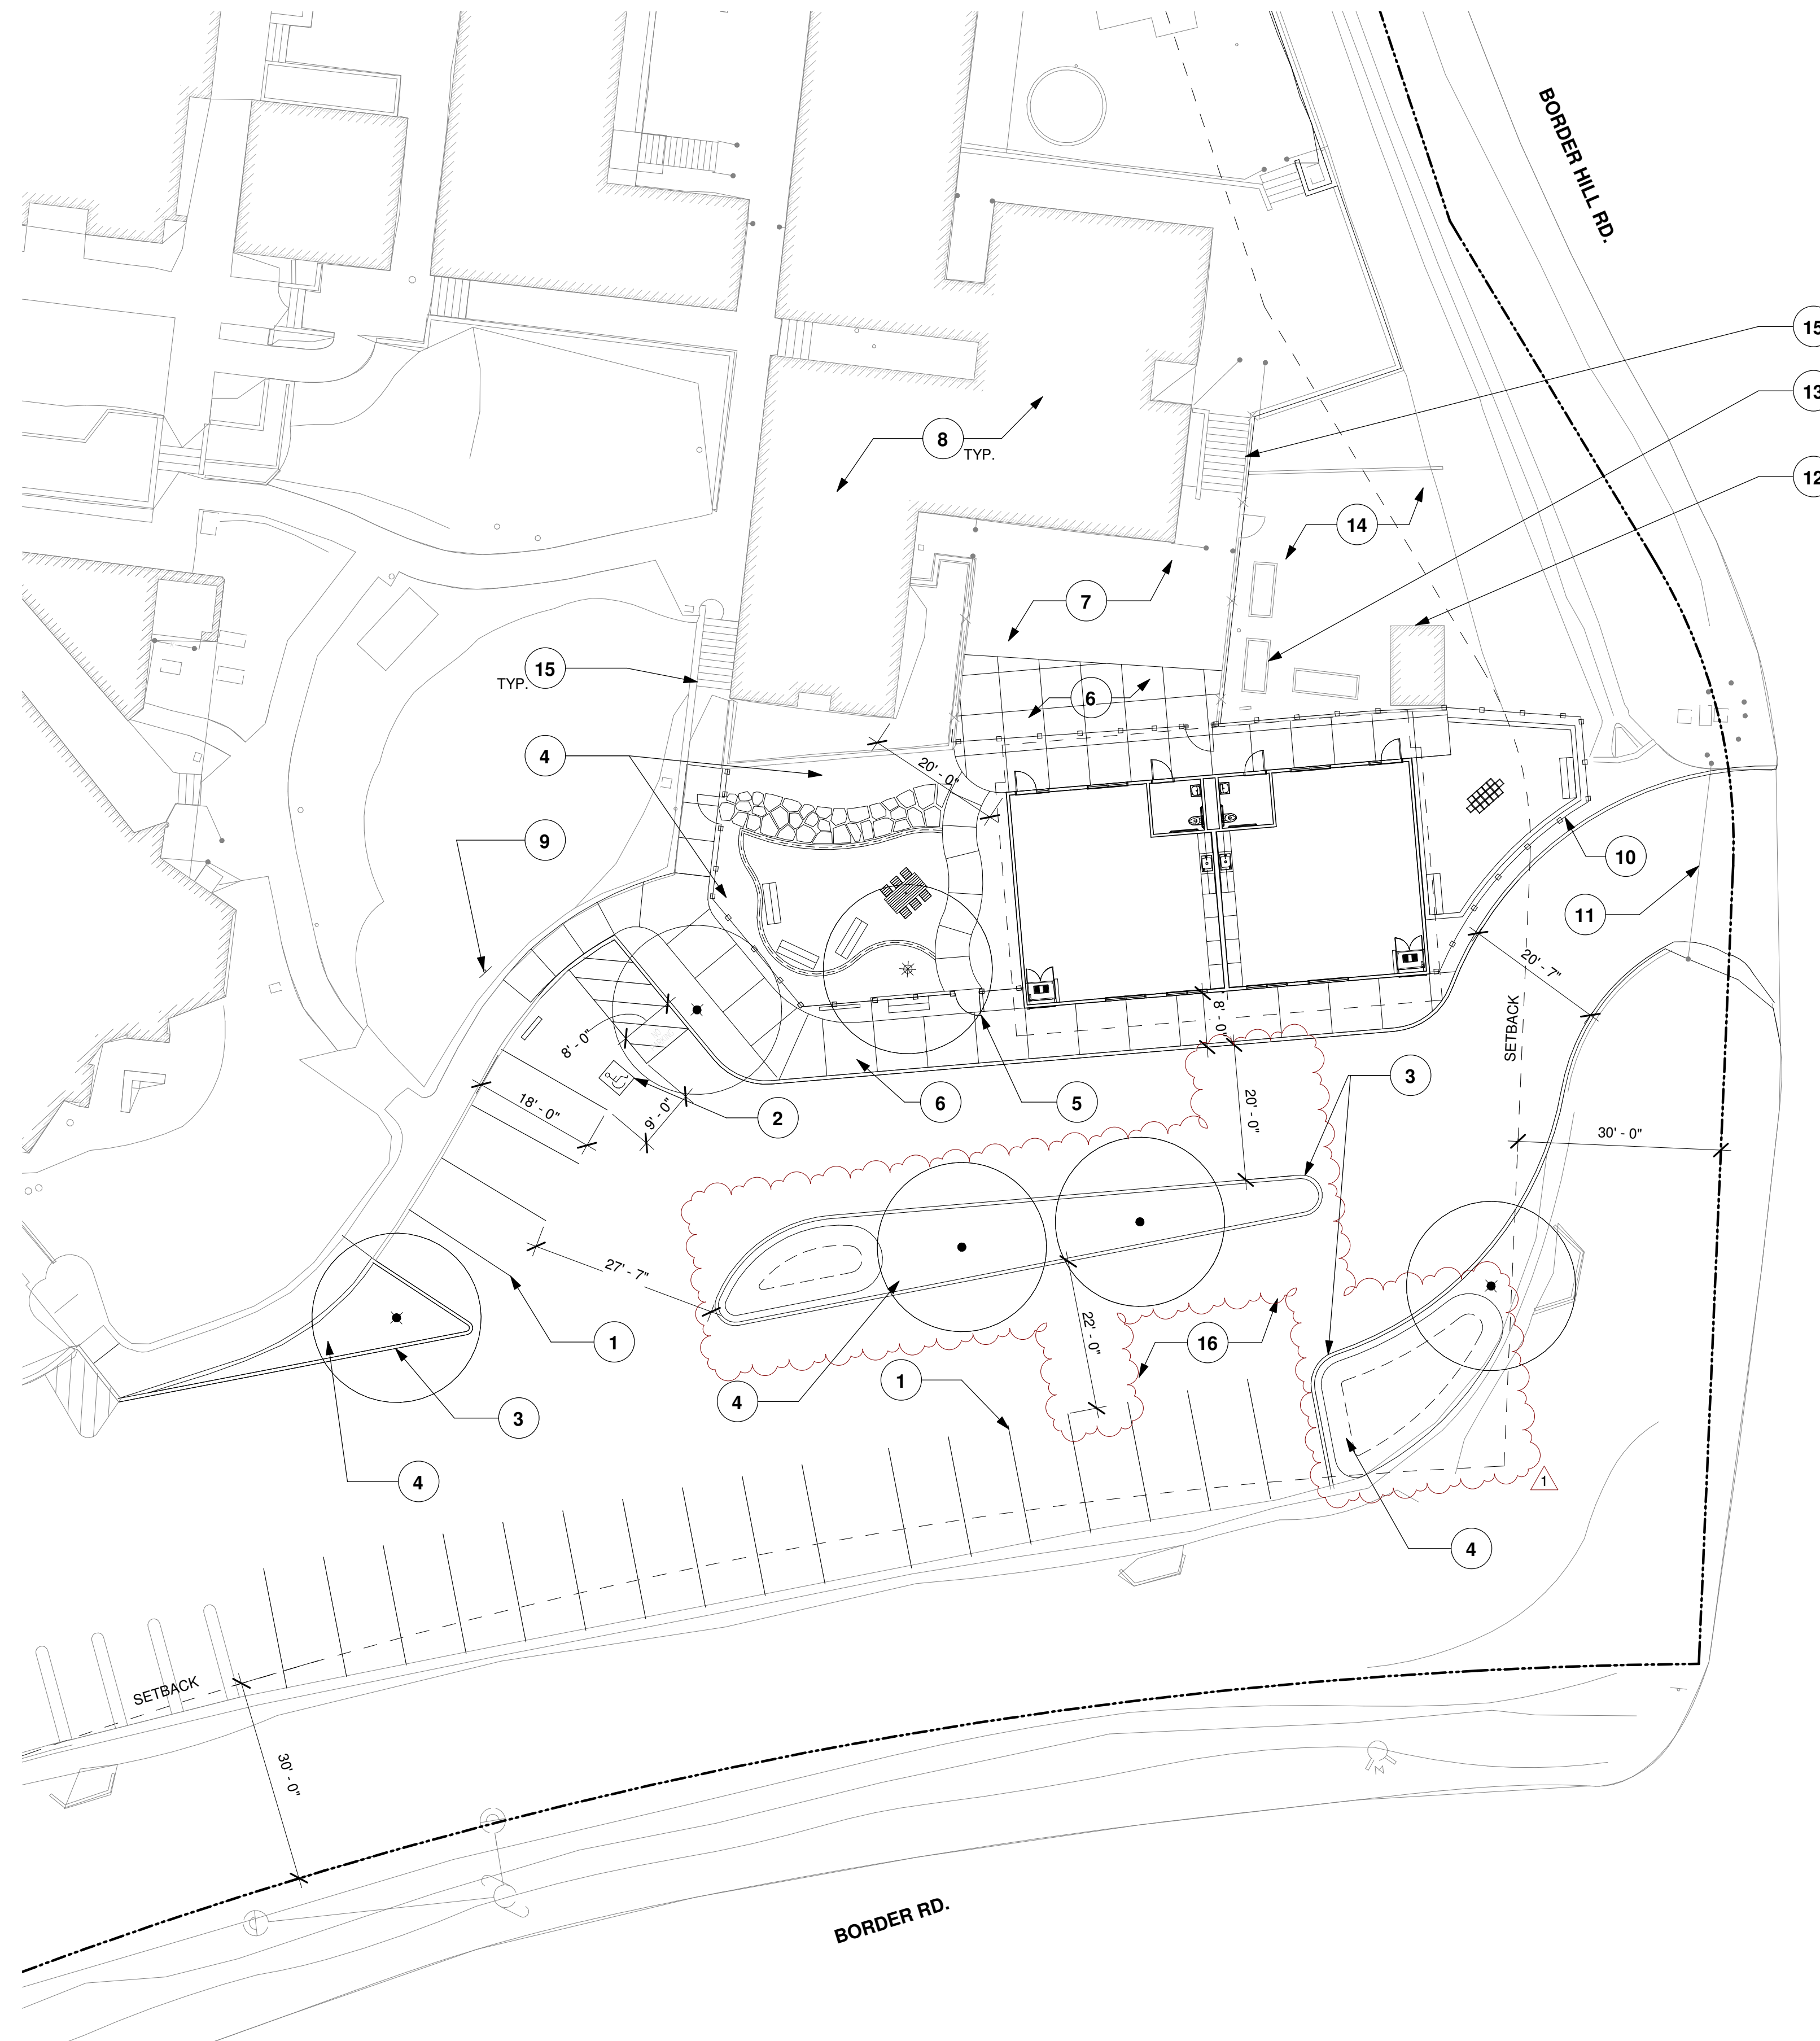 BORDER HILL RD.
15
13
8
TYP.
12
14
7
15
TYP.
6
4
20' - 0"
9
10
11
20' - 7"
SETBACK
8' - 0"
8' - 0"
18' - 0"
9' - 0"
2
6
5
3
20' - 0"
30' - 0"
27' - 7"
1
16
22' - 0"
1
4
3
4
1
4
SETBACK
30' - 0"
BORDER RD.